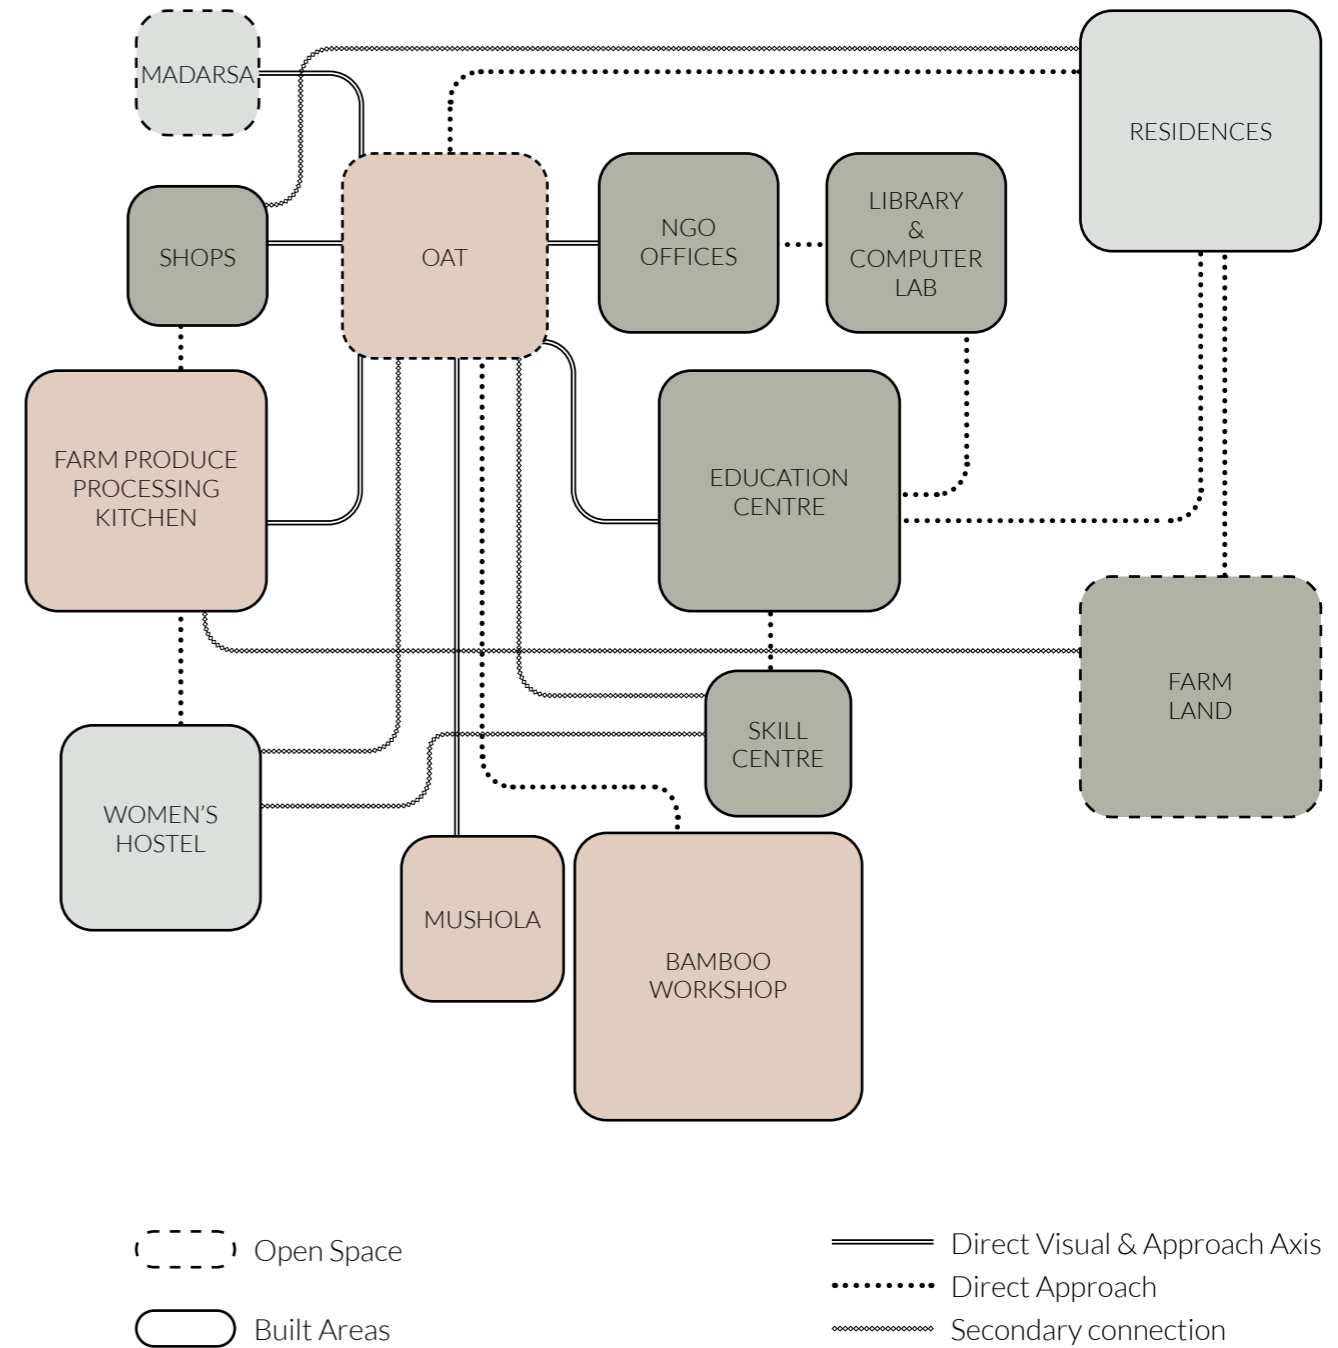 MADARSA
RESIDENCES
SHOPS
OAT
NGO
OFFICES
LIBRARY
&
COMPUTER
LAB
FARM PRODUCE
PROCESSING
KITCHEN
EDUCATION
CENTRE
FARM
LAND
SKILL
CENTRE
WOMEN’S
HOSTEL
MUSHOLA
BAMBOO
WORKSHOP
Open Space
Built Areas
Direct Visual & Approach Axis
Direct Approach
Secondary connection